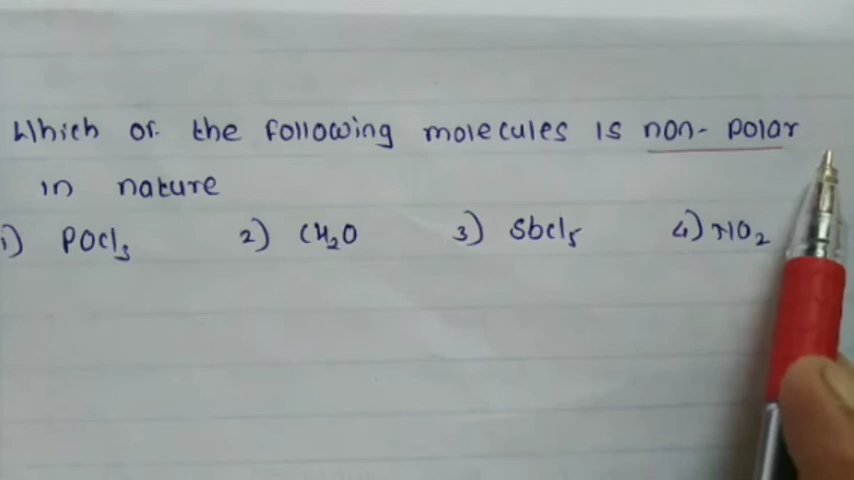 Which of the following molecules is non-polar
in nature
1) POCl₃ 2) CH₂O 3) SbCl₅ 4) NO₂